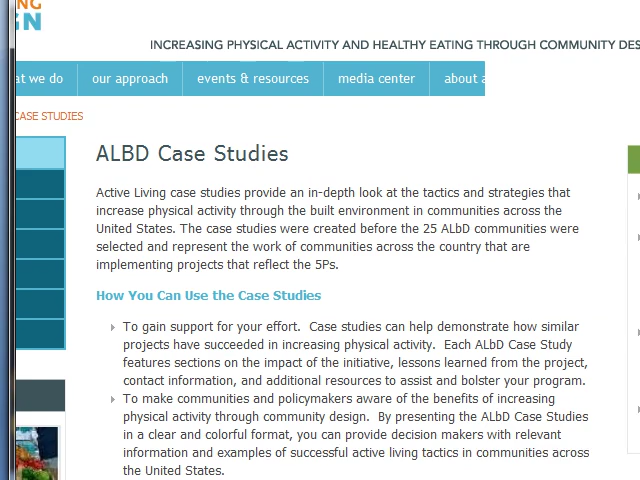 NG
GN
INCREASING PHYSICAL ACTIVITY AND HEALTHY EATING THROUGH COMMUNITY DES
at we do our approach events & resources media center about a
CASE STUDIES
ALBD Case Studies
Active Living case studies provide an in-depth look at the tactics and strategies that
increase physical activity through the built environment in communities across the
United States. The case studies were created before the 25 ALbD communities were
selected and represent the work of communities across the country that are
implementing projects that reflect the 5Ps.
How You Can Use the Case Studies
To gain support for your effort. Case studies can help demonstrate how similar
projects have succeeded in increasing physical activity. Each ALbD Case Study
features sections on the impact of the initiative, lessons learned from the project,
contact information, and additional resources to assist and bolster your program.
To make communities and policymakers aware of the benefits of increasing
physical activity through community design. By presenting the ALbD Case Studies
in a clear and colorful format, you can provide decision makers with relevant
information and examples of successful active living tactics in communities across
the United States.